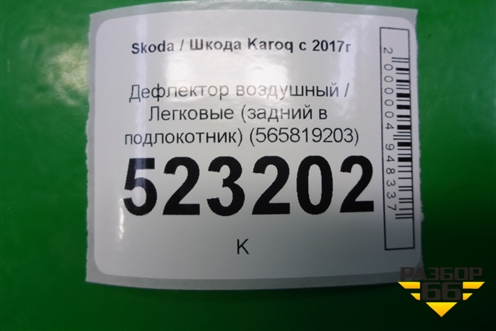 Skoda / Шкода Karoq с 2017г
Дефлектор воздушный /
Легковые (задний в
подлокотник) (565819203)
523202
К
2000004948337
РАЗБОР
66